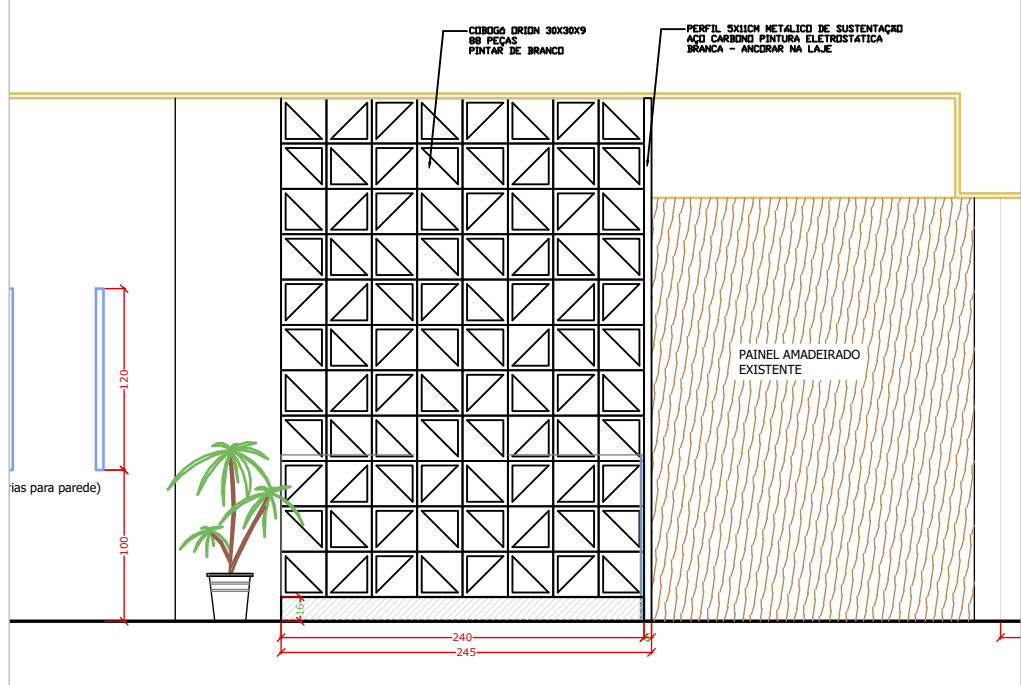 COBOGÓ ORION 30X30X9
88 PEÇAS
PINTAR DE BRANCO
PERFIL 5X11CM METÁLICO DE SUSTENTAÇÃO
AÇO CARBONO PINTURA ELETROSTÁTICA
BRANCA - ANCORAR NA LAJE
PAINEL AMADEIRADO
EXISTENTE
120
rias para parede)
100
16
240
245